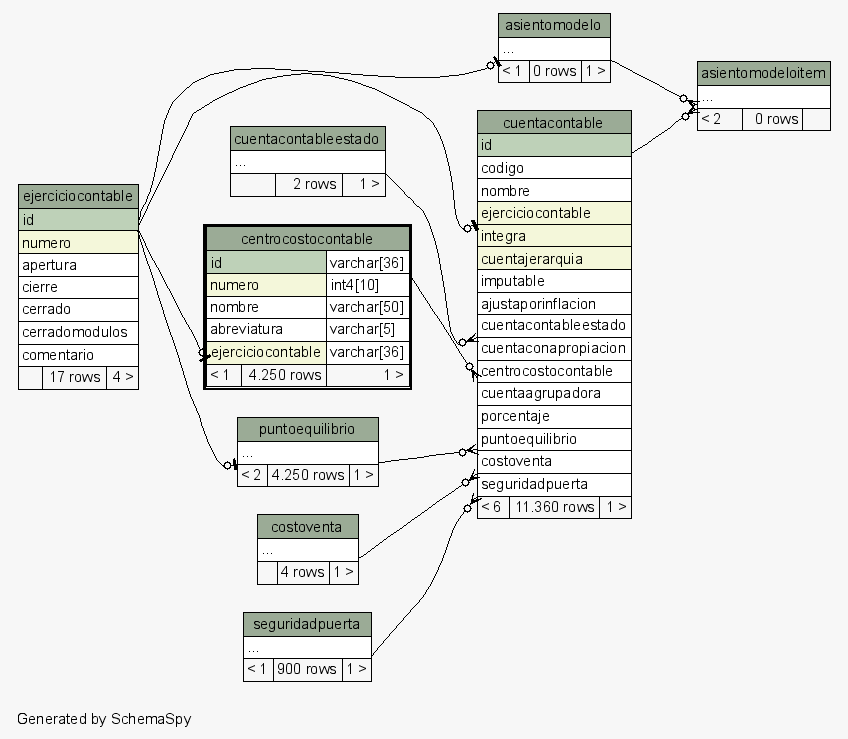 asientomodelo
...
< 1 0 rows 1 >
asientomodeloitem
...
< 2 0 rows
cuentacontable
id
codigo
nombre
ejerciciocontable
integra
cuentajerarquia
imputable
ajustaporinflacion
cuentacontableestado
cuentaconapropiacion
centrocostocontable
cuentaagrupadora
porcentaje
puntoequilibrio
costoventa
seguridadpuerta
< 6 11.360 rows 1 >
cuentacontableestado
...
2 rows 1 >
ejerciciocontable
id
numero
apertura
cierre
cerrado
cerradomodulos
comentario
17 rows 4 >
centrocostocontable
id varchar[36]
numero int4[10]
nombre varchar[50]
abreviatura varchar[5]
ejerciciocontable varchar[36]
< 1 4.250 rows 1 >
puntoequilibrio
...
< 2 4.250 rows 1 >
costoventa
...
4 rows 1 >
seguridadpuerta
...
< 1 900 rows 1 >
Generated by SchemaSpy